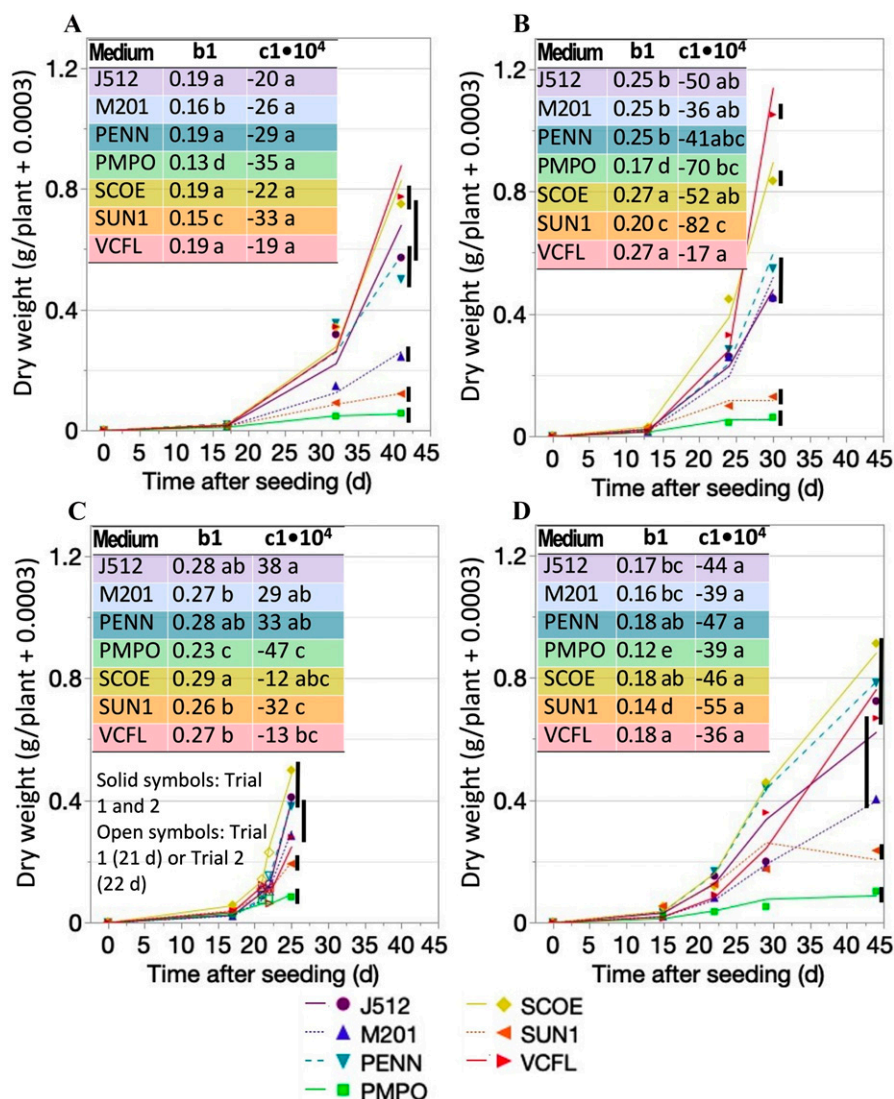 A
Medium b1 c1•10⁴
J512 0.19 a -20 a
M201 0.16 b -26 a
PENN 0.19 a -29 a
PMPO 0.13 d -35 a
SCOE 0.19 a -22 a
SUN1 0.15 c -33 a
VCFL 0.19 a -19 a
Dry weight (g/plant + 0.0003)
1.2
0.8
0.4
0
0 5 10 15 20 25 30 35 40 45
Time after seeding (d)
B
Medium b1 c1•10⁴
J512 0.25 b -50 ab
M201 0.25 b -36 ab
PENN 0.25 b -41abc
PMPO 0.17 d -70 bc
SCOE 0.27 a -52 ab
SUN1 0.20 c -82 c
VCFL 0.27 a -17 a
Dry weight (g/plant + 0.0003)
1.2
0.8
0.4
0
0 5 10 15 20 25 30 35 40 45
Time after seeding (d)
C
Medium b1 c1•10⁴
J512 0.28 ab 38 a
M201 0.27 b 29 ab
PENN 0.28 ab 33 ab
PMPO 0.23 c -47 c
SCOE 0.29 a -12 abc
SUN1 0.26 b -32 c
VCFL 0.27 b -13 bc
Solid symbols: Trial
1 and 2
Open symbols: Trial
1 (21 d) or Trial 2
(22 d)
Dry weight (g/plant + 0.0003)
1.2
0.8
0.4
0
0 5 10 15 20 25 30 35 40 45
Time after seeding (d)
D
Medium b1 c1•10⁴
J512 0.17 bc -44 a
M201 0.16 bc -39 a
PENN 0.18 ab -47 a
PMPO 0.12 e -39 a
SCOE 0.18 ab -46 a
SUN1 0.14 d -55 a
VCFL 0.18 a -36 a
Dry weight (g/plant + 0.0003)
1.2
0.8
0.4
0
0 5 10 15 20 25 30 35 40 45
Time after seeding (d)
J512
M201
PENN
PMPO
SCOE
SUN1
VCFL